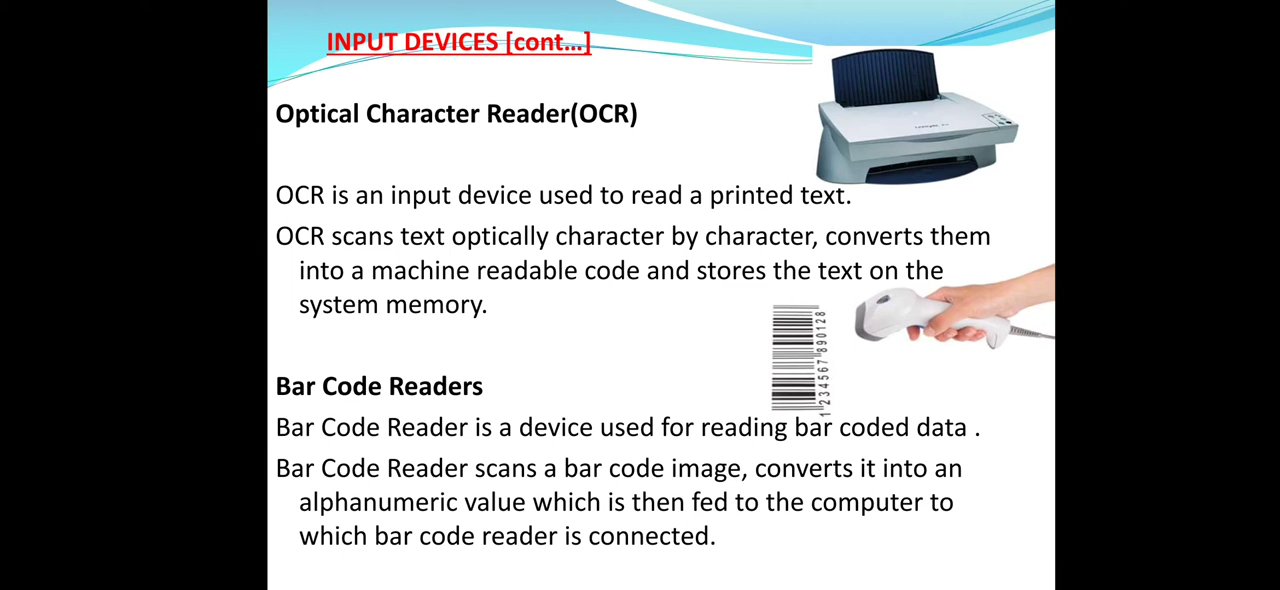 INPUT DEVICES [cont...]
Optical Character Reader(OCR)
OCR is an input device used to read a printed text.
OCR scans text optically character by character, converts them
into a machine readable code and stores the text on the
system memory.
1 234567 890128
Bar Code Readers
Bar Code Reader is a device used for reading bar coded data .
Bar Code Reader scans a bar code image, converts it into an
alphanumeric value which is then fed to the computer to
which bar code reader is connected.